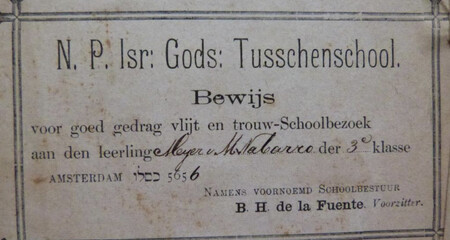 N. P. Isr: Gods: Tusschenschool.
Bewijs
voor goed gedrag vlijt en trouw-Schoolbezoek
aan den leerling Meyer v M Nabarro der 3e klasse
AMSTERDAM כסלו 5656
NAMENS VOORNOEMD SCHOOLBESTUUR
B. H. de la Fuente. Voorzitter.